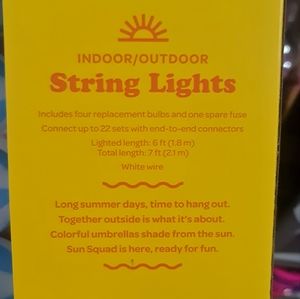 INDOOR/OUTDOOR
String Lights
Includes four replacement bulbs and one spare fuse
Connect up to 22 sets with end-to-end connectors
Lighted length: 6 ft (1.8 m)
Total length: 7 ft (2.1 m)
White wire
Long summer days, time to hang out.
Together outside is what it's about.
Colorful umbrellas shade from the sun.
Sun Squad is here, ready for fun.